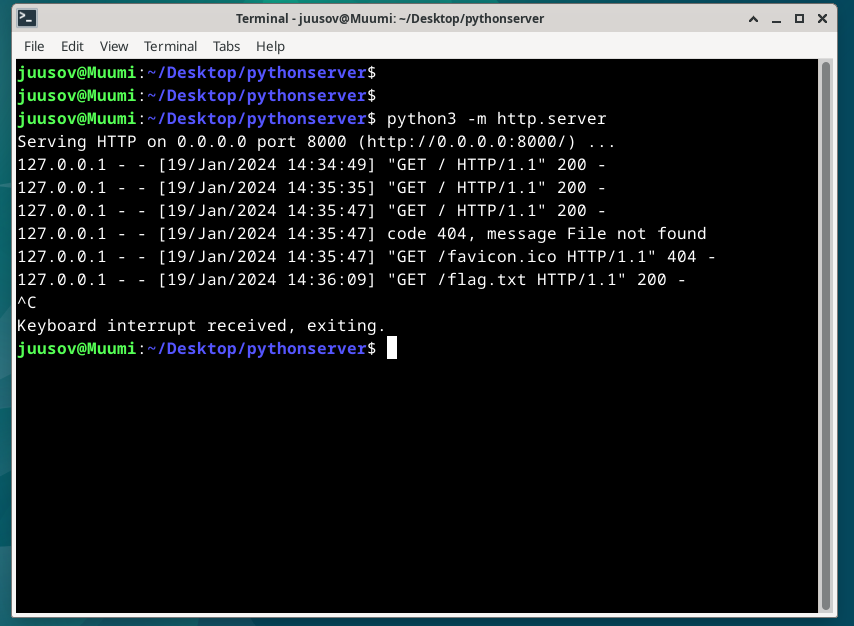 Terminal - juusov@Muumi: ~/Desktop/pythonserver
File Edit View Terminal Tabs Help
juusov@Muumi:~/Desktop/pythonserver$
juusov@Muumi:~/Desktop/pythonserver$
juusov@Muumi:~/Desktop/pythonserver$ python3 -m http.server
Serving HTTP on 0.0.0.0 port 8000 (http://0.0.0.0:8000/) ...
127.0.0.1 - - [19/Jan/2024 14:34:49] "GET / HTTP/1.1" 200 -
127.0.0.1 - - [19/Jan/2024 14:35:35] "GET / HTTP/1.1" 200 -
127.0.0.1 - - [19/Jan/2024 14:35:47] "GET / HTTP/1.1" 200 -
127.0.0.1 - - [19/Jan/2024 14:35:47] code 404, message File not found
127.0.0.1 - - [19/Jan/2024 14:35:47] "GET /favicon.ico HTTP/1.1" 404 -
127.0.0.1 - - [19/Jan/2024 14:36:09] "GET /flag.txt HTTP/1.1" 200 -
^C
Keyboard interrupt received, exiting.
juusov@Muumi:~/Desktop/pythonserver$